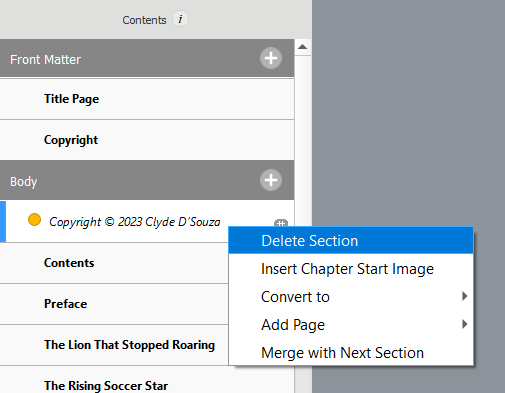 Contents i
Front Matter
Title Page
Copyright
Body
Copyright © 2023 Clyde D'Souza
Delete Section
Contents
Insert Chapter Start Image
Convert to
Preface
Add Page
The Lion That Stopped Roaring
Merge with Next Section
The Rising Soccer Star